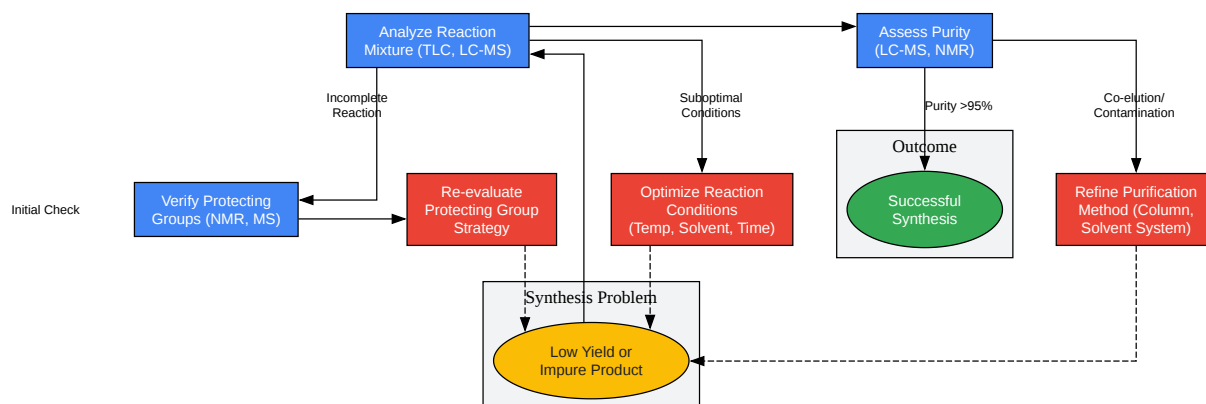 Analyze Reaction
Mixture (TLC, LC-MS)
Assess Purity
(LC-MS, NMR)
Incomplete
Reaction
Suboptimal
Conditions
Purity >95%
Co-elution/
Contamination
Outcome
Initial Check
Verify Protecting
Groups (NMR, MS)
Re-evaluate
Protecting Group
Strategy
Optimize Reaction
Conditions
(Temp, Solvent, Time)
Successful
Synthesis
Refine Purification
Method (Column,
Solvent System)
Synthesis Problem
Low Yield or
Impure Product